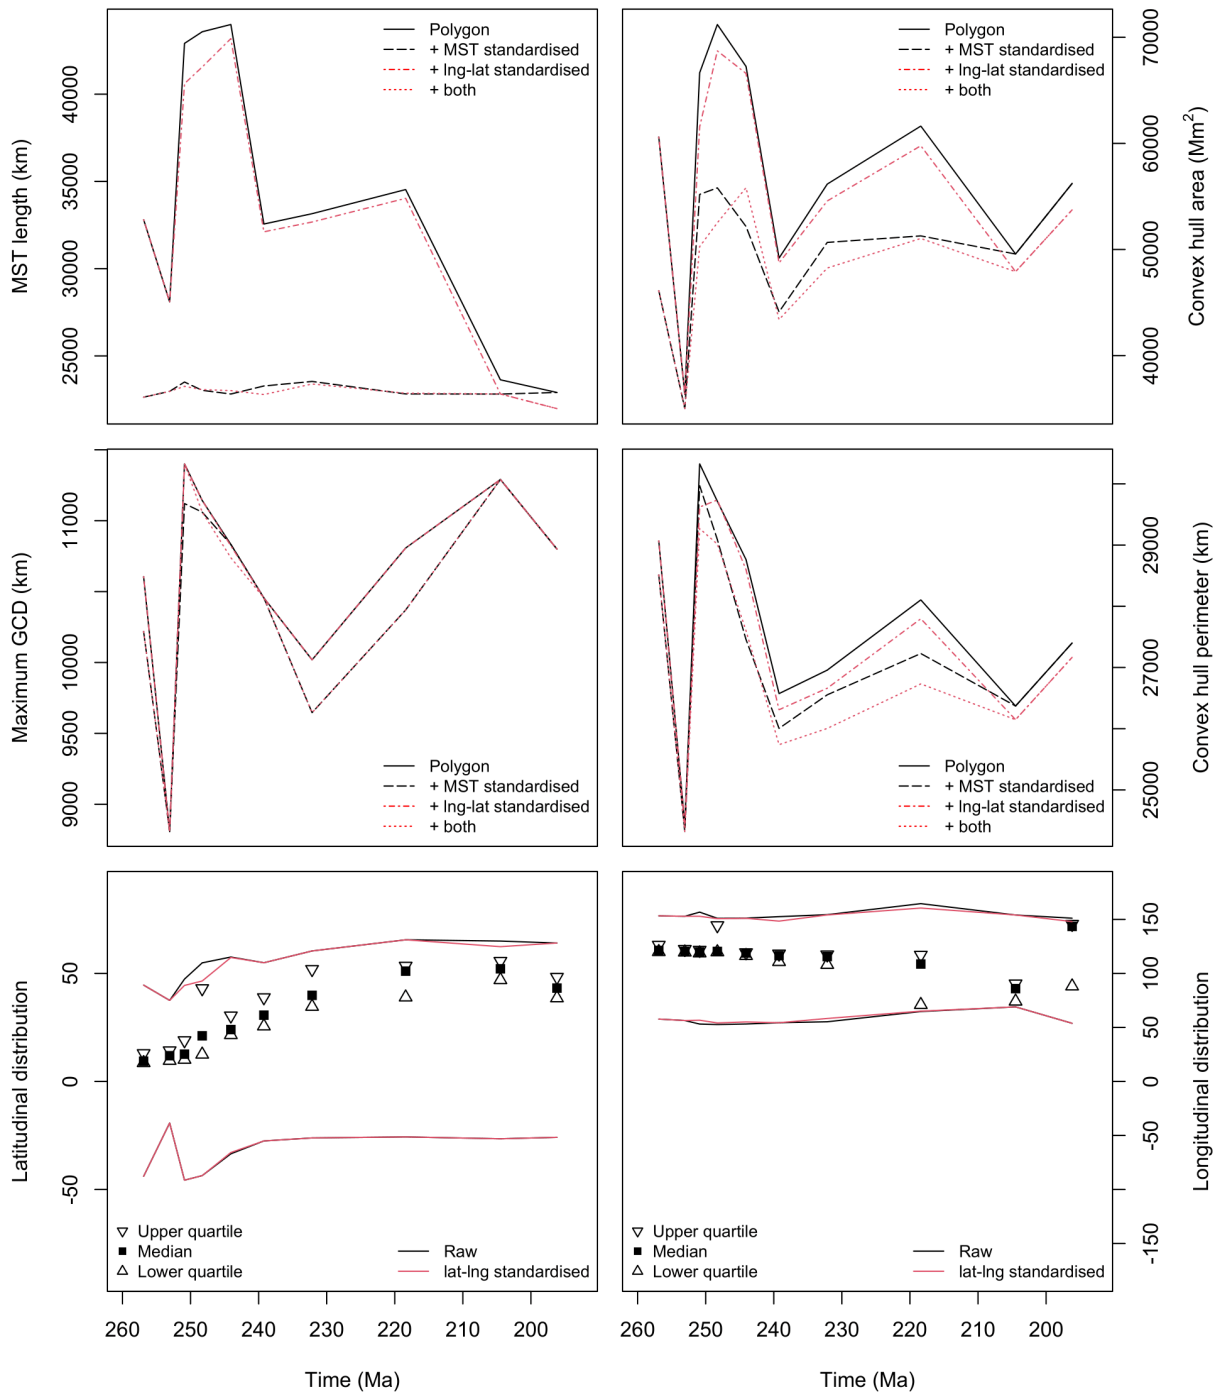 MST length (km)
40000
35000
30000
25000
Polygon
+ MST standardised
+ lng-lat standardised
+ both
Polygon
+ MST standardised
+ lng-lat standardised
+ both
70000
60000
50000
40000
Convex hull area (Mm²)
Maximum GCD (km)
11000
10000
9500
9000
Polygon
+ MST standardised
+ lng-lat standardised
+ both
Polygon
+ MST standardised
+ lng-lat standardised
+ both
29000
27000
25000
Convex hull perimeter (km)
Latitudinal distribution
50
0
-50
Upper quartile
Median
Lower quartile
Raw
lat-lng standardised
260 250 240 230 220 210 200
Time (Ma)
Upper quartile
Median
Lower quartile
Raw
lat-lng standardised
150
100
50
0
-50
-150
Longitudinal distribution
260 250 240 230 220 210 200
Time (Ma)